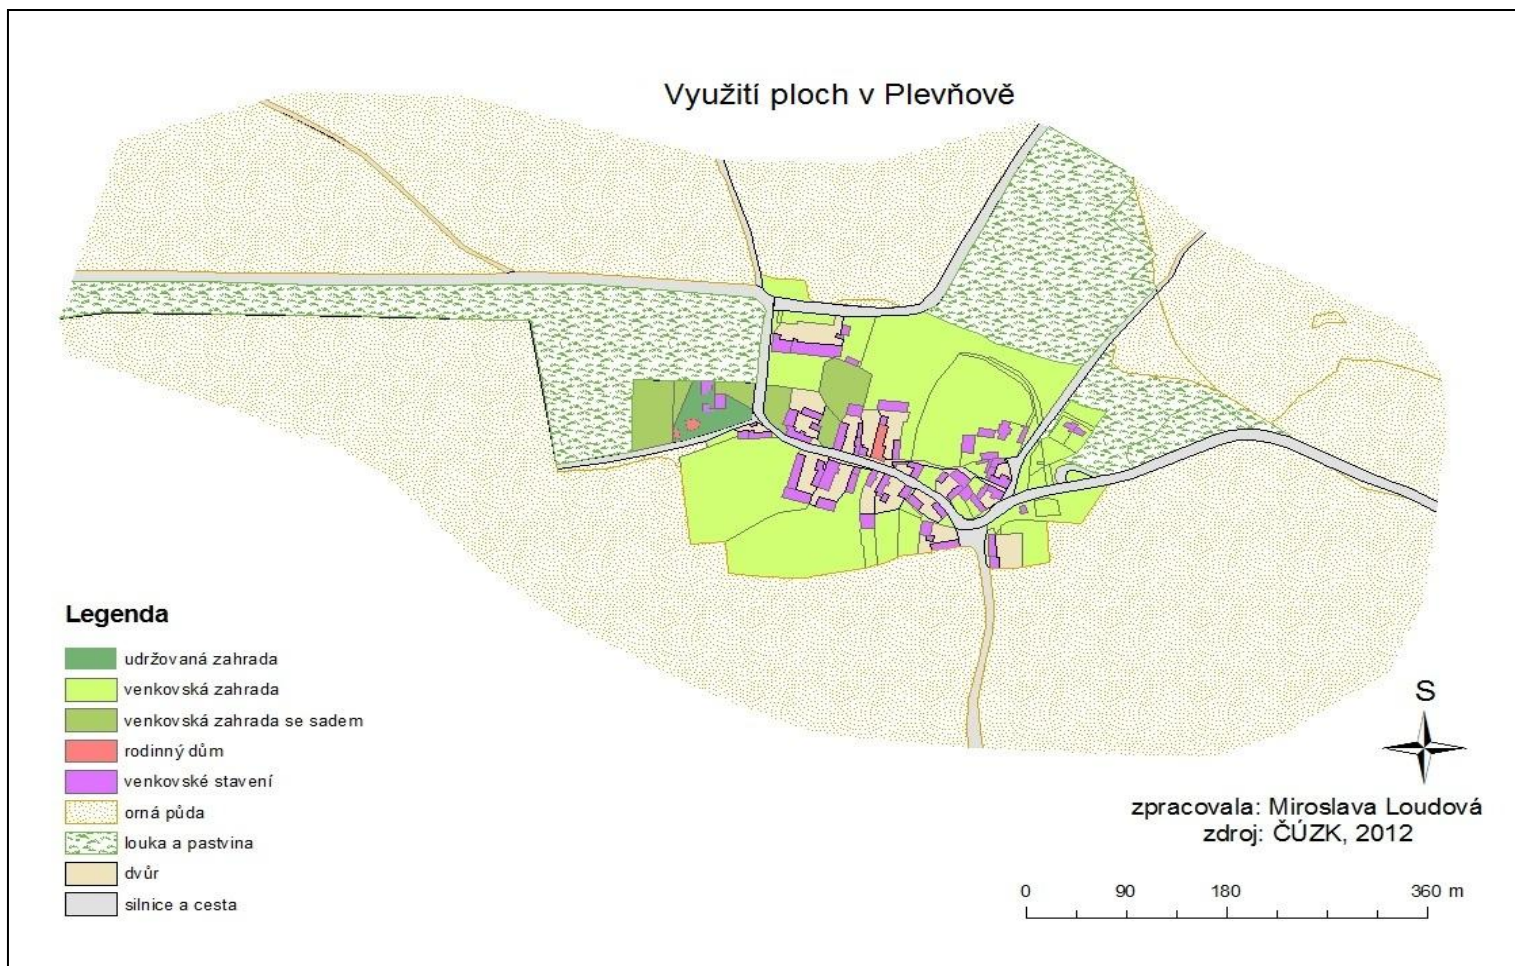 Využití ploch v Plevňově
Legenda
udržovaná zahrada
venkovská zahrada
venkovská zahrada se sadem
rodinný dům
venkovské stavení
orná půda
louka a pastvina
dvůr
silnice a cesta
S
zpracovala: Miroslava Loudová
zdroj: ČÚZK, 2012
0 90 180 360 m